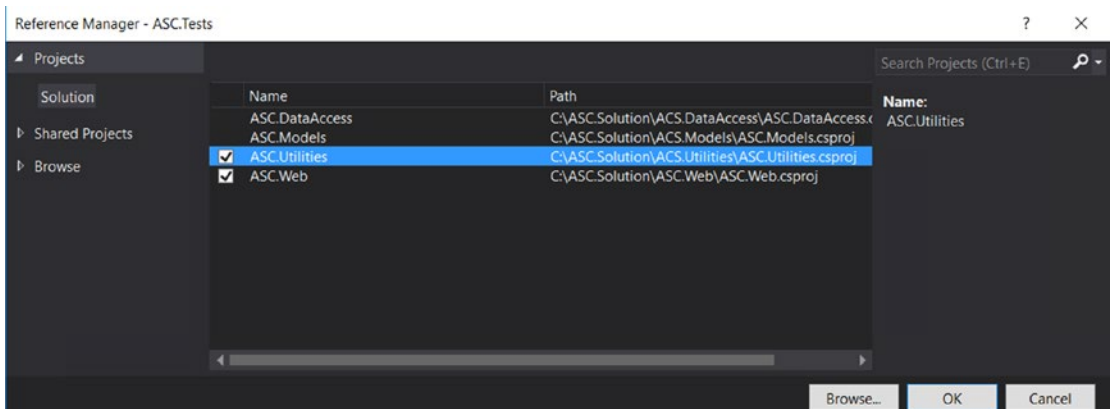 Reference Manager - ASC.Tests ?
Projects
Search Projects (Ctrl+E)
Solution
Shared Projects
Browse
Name Path
ASC.DataAccess C:\ASC.Solution\ACS.DataAccess\ASC.DataAccess.c
ASC.Models C:\ASC.Solution\ACS.Models\ASC.Models.csproj
ASC.Utilities C:\ASC.Solution\ACS.Utilities\ASC.Utilities.csproj
ASC.Web C:\ASC.Solution\ASC.Web\ASC.Web.csproj
Name:
ASC.Utilities
Browse... OK Cancel